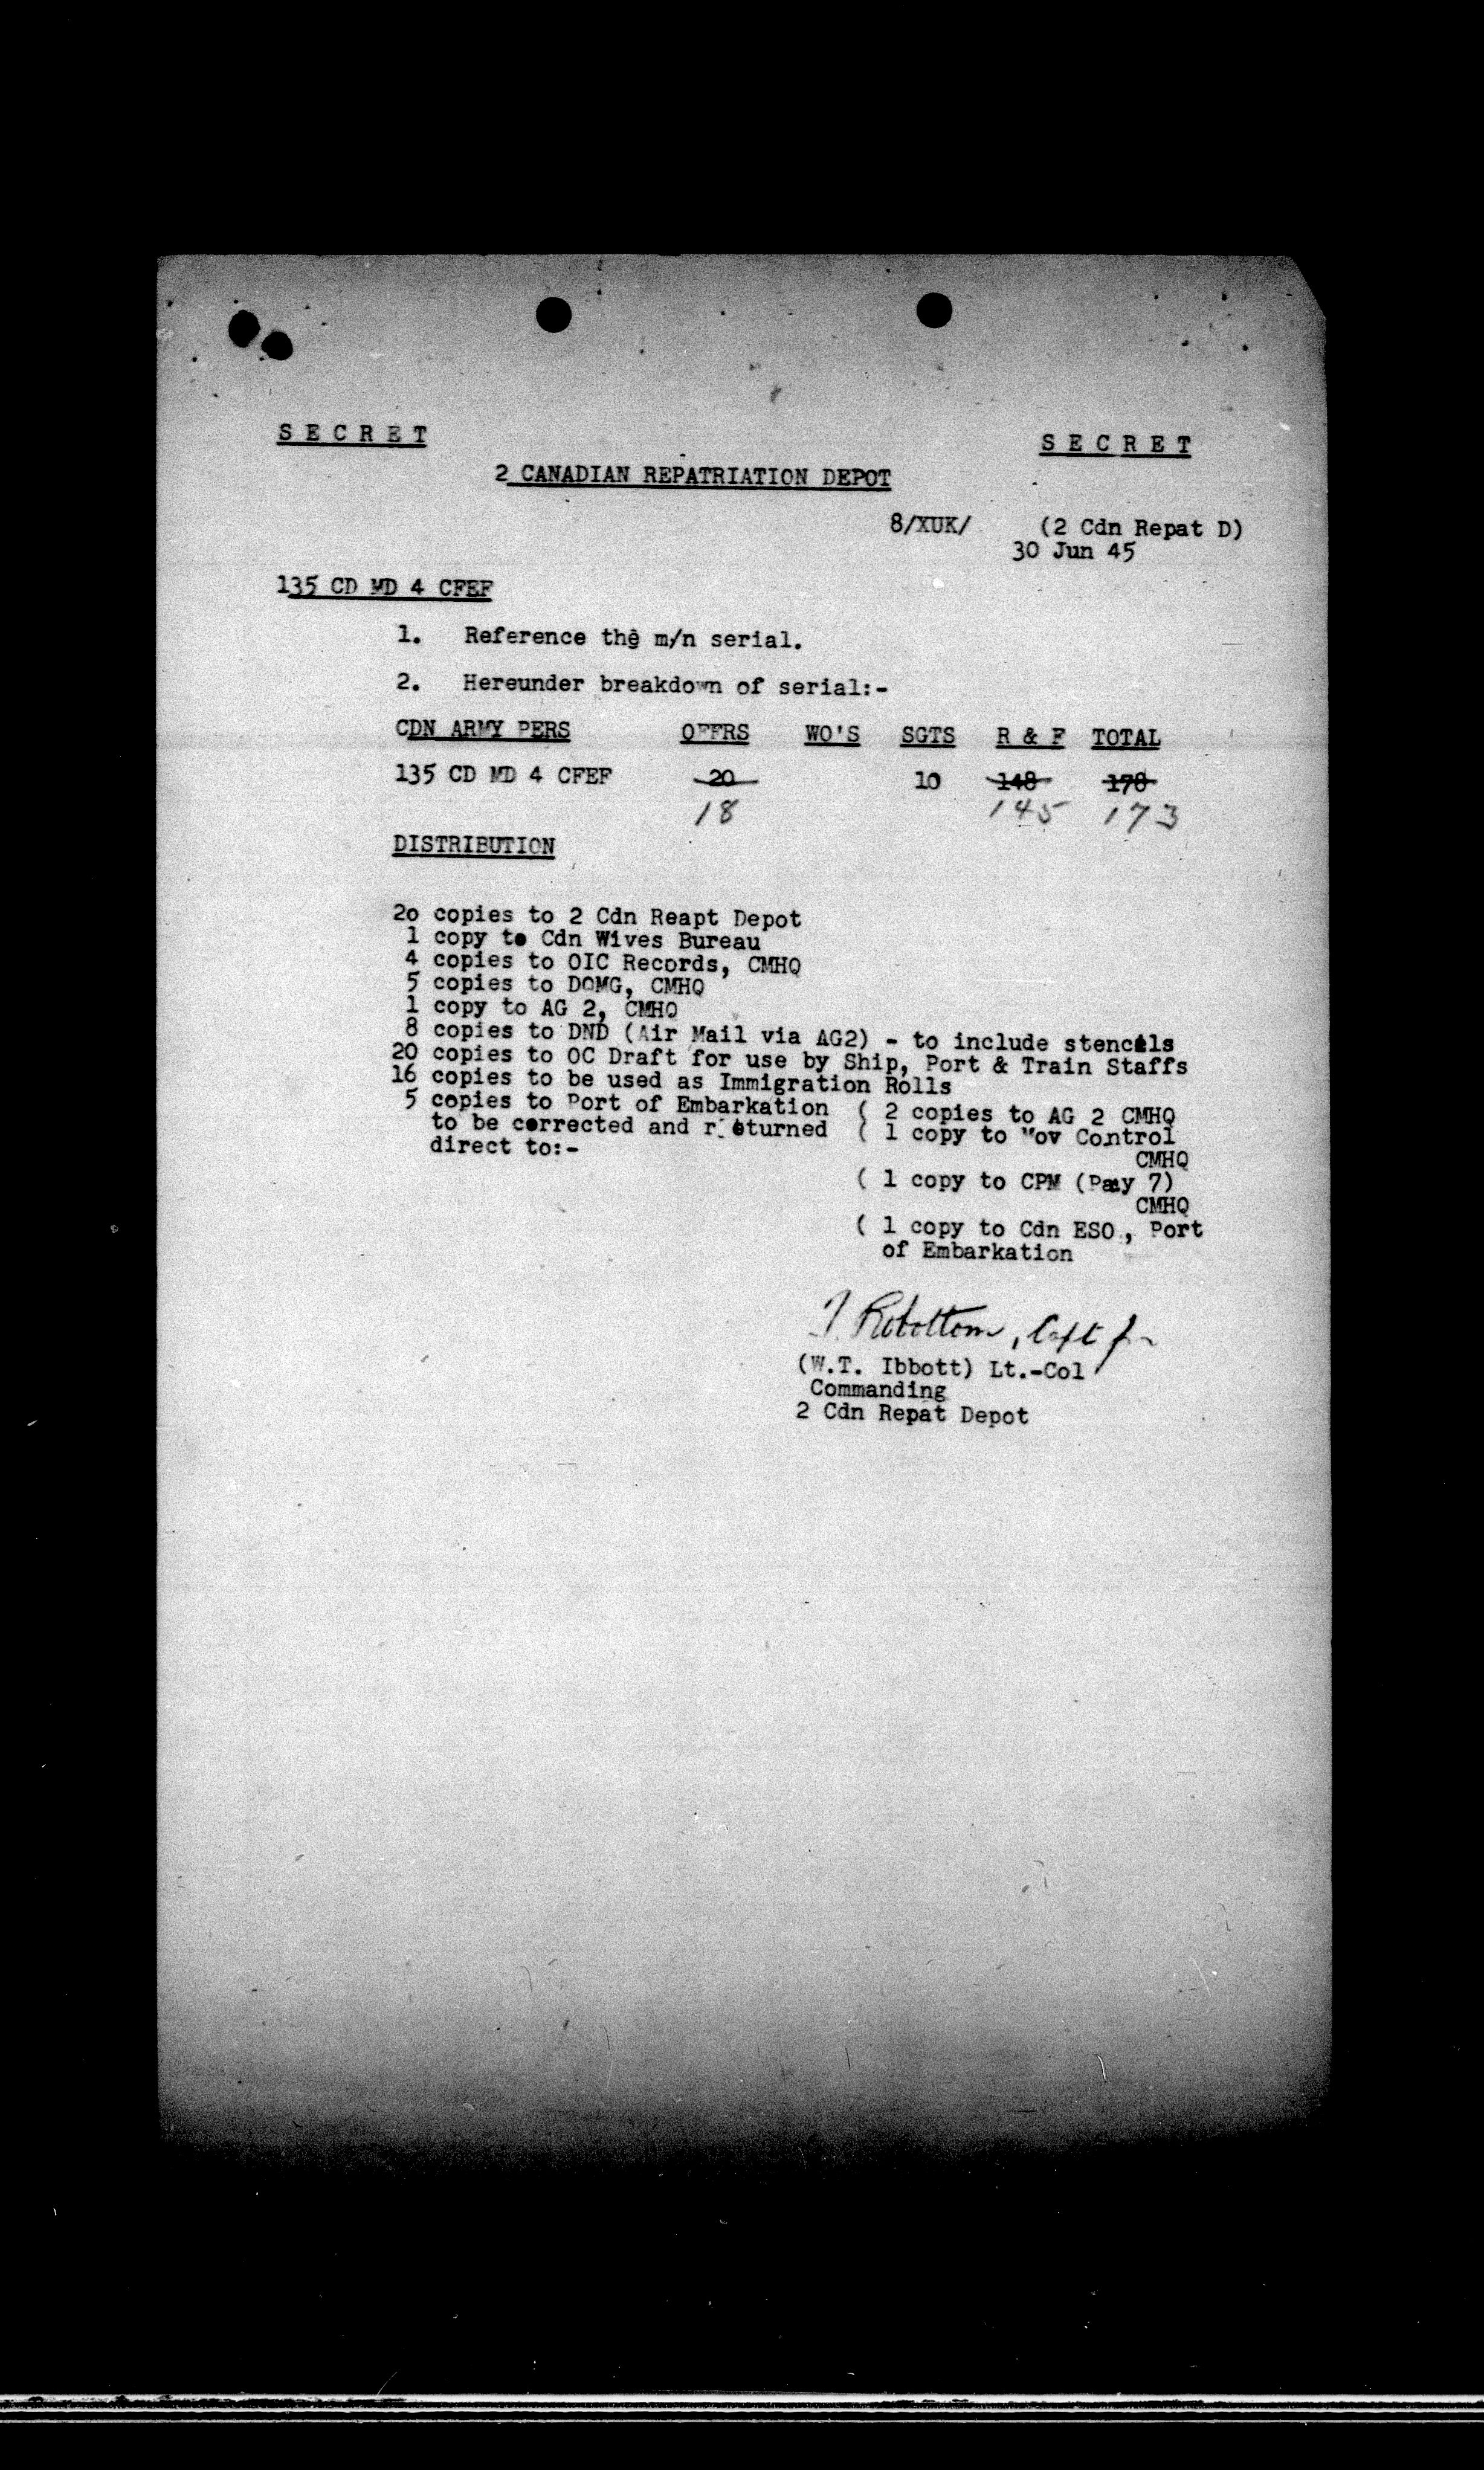 S E C R E T
S E C R E T
2 CANADIAN REPATRIATION DEPOT
8/XUK/ (2 Cdn Repat D)
30 Jun 45
135 CD MD 4 CFEF
1. Reference the m/n serial.
2. Hereunder breakdown of serial:-
CDN ARMY PERS OFFRS WO'S SGTS R & F TOTAL
135 CD MD 4 CFEF 20 10 148 178
18 145 173
DISTRIBUTION
2o copies to 2 Cdn Reapt Depot
1 copy to Cdn Wives Bureau
4 copies to OIC Records, CMHQ
5 copies to DOMG, CMHQ
1 copy to AG 2, CMHQ
8 copies to DND (Air Mail via AG2) - to include stencils
20 copies to OC Draft for use by Ship, Port & Train Staffs
16 copies to be used as Immigration Rolls
5 copies to Port of Embarkation ( 2 copies to AG 2 CMHQ
to be corrected and returned ( 1 copy to Mov Control
direct to:- CMHQ
( 1 copy to CPM (Paay 7)
CMHQ
( 1 copy to Cdn ESO., Port
of Embarkation
Robottom, Capt for
(W.T. Ibbott) Lt.-Col
Commanding
2 Cdn Repat Depot